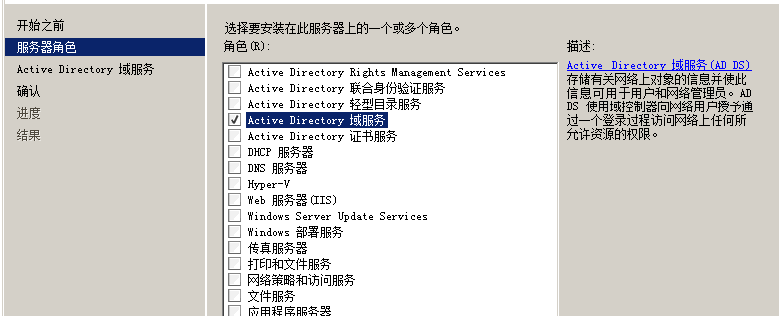 开始之前
服务器角色
Active Directory 域服务
确认
进度
结果
选择要安装在此服务器上的一个或多个角色。
角色(R):
Active Directory Rights Management Services
Active Directory 联合身份验证服务
Active Directory 轻型目录服务
Active Directory 域服务
Active Directory 证书服务
DHCP 服务器
DNS 服务器
Hyper-V
Web 服务器(IIS)
Windows Server Update Services
Windows 部署服务
传真服务器
打印和文件服务
网络策略和访问服务
文件服务
应用程序服务器
描述:
Active Directory 域服务(AD DS)
存储有关网络上对象的信息并使此
信息可用于用户和网络管理员。AD
DS 使用域控制器向网络用户授予通
过一个登录过程访问网络上任何所
允许资源的权限。